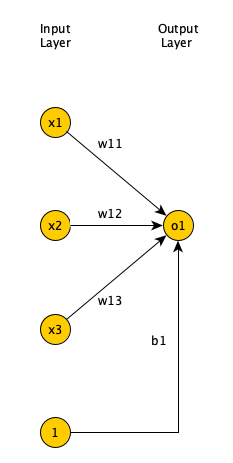 Input
Layer
Output
Layer
x1
w11
x2
w12
o1
x3
w13
b1
1